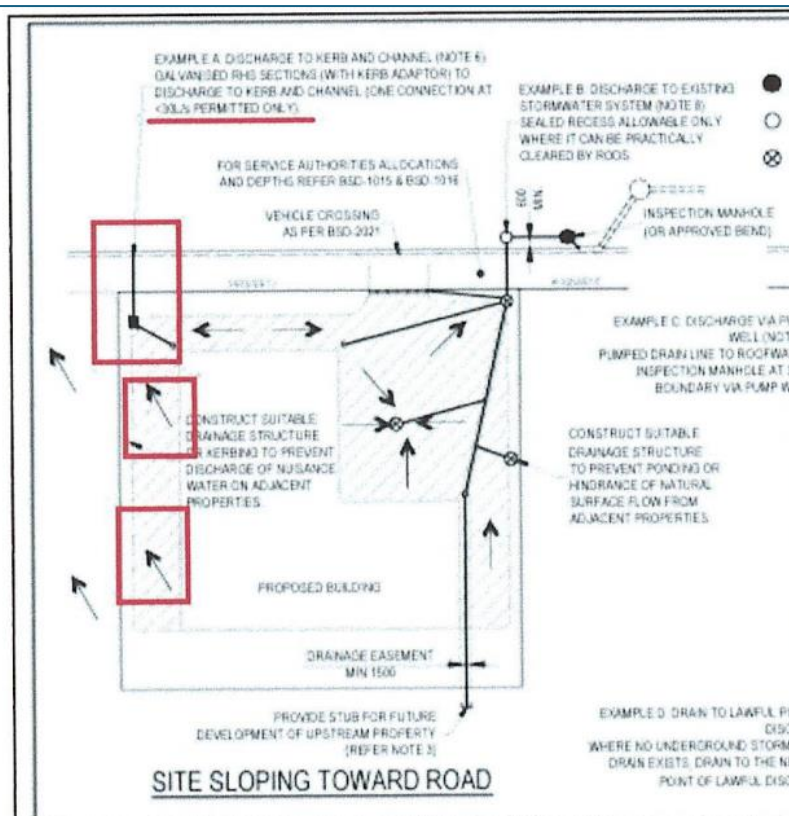 EXAMPLE A. DISCHARGE TO KERB AND CHANNEL (NOTE 6)
GALVANISED RHS SECTIONS (WITH KERB ADAPTOR) TO
DISCHARGE TO KERB AND CHANNEL (ONE CONNECTION AT
<30L/s PERMITTED ONLY).
EXAMPLE B. DISCHARGE TO EXISTING
STORMWATER SYSTEM (NOTE 8)
SEALED RECESS ALLOWABLE ONLY
WHERE IT CAN BE PRACTICALLY
CLEARED BY RODS.
FOR SERVICE AUTHORITIES ALLOCATIONS
AND DEPTHS REFER BSD-1015 & BSD-1016
VEHICLE CROSSING
AS PER BSD-2021
600
MIN
INSPECTION MANHOLE
(OR APPROVED BEND)
EXAMPLE C. DISCHARGE VIA
WELL (NOT
PUMPED DRAIN LINE TO ROOFWA
INSPECTION MANHOLE AT
BOUNDARY VIA PUMP W
CONSTRUCT SUITABLE
DRAINAGE STRUCTURE
OR KERBING TO PREVENT
DISCHARGE OF NUISANCE
WATER ON ADJACENT
PROPERTIES.
CONSTRUCT SUITABLE
DRAINAGE STRUCTURE
TO PREVENT PONDING OR
HINDRANCE OF NATURAL
SURFACE FLOW FROM
ADJACENT PROPERTIES.
PROPOSED BUILDING
DRAINAGE EASEMENT
MIN 1500
PROVIDE STUB FOR FUTURE
DEVELOPMENT OF UPSTREAM PROPERTY
(REFER NOTE 3)
EXAMPLE D. DRAIN TO LAWFUL P
DISC
WHERE NO UNDERGROUND STORM
DRAIN EXISTS, DRAIN TO THE NE
POINT OF LAWFUL DISC
SITE SLOPING TOWARD ROAD